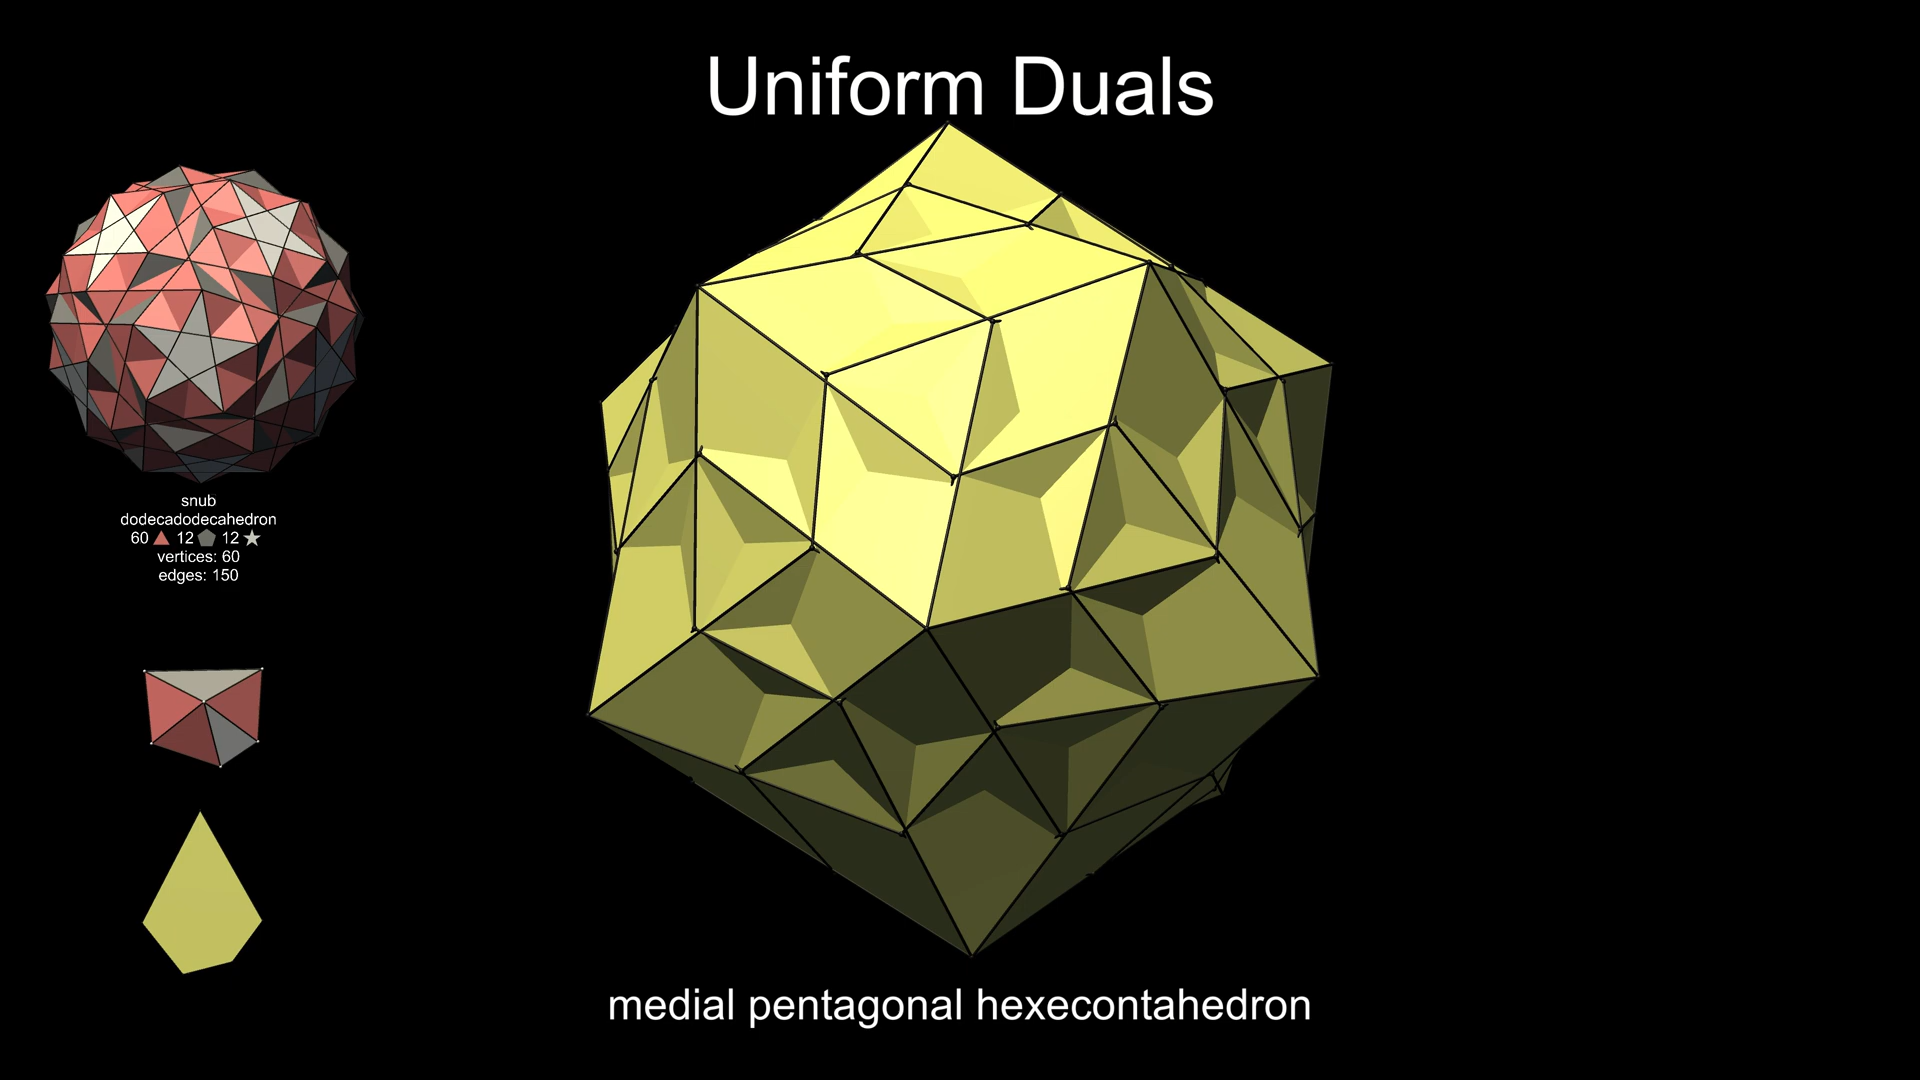 Uniform Duals
snub
dodecadodecahedron
60 12 12
vertices: 60
edges: 150
medial pentagonal hexecontahedron